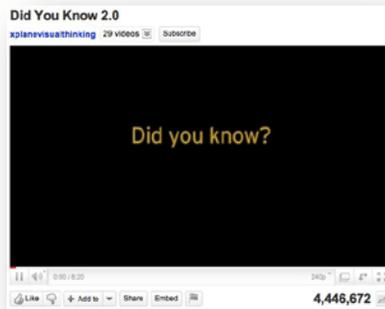 Did You Know 2.0
xplanevisualthinking 29 videos Subscribe
Did you know?
0:00 / 8:20 240p
Like Add to Share Embed 4,446,672